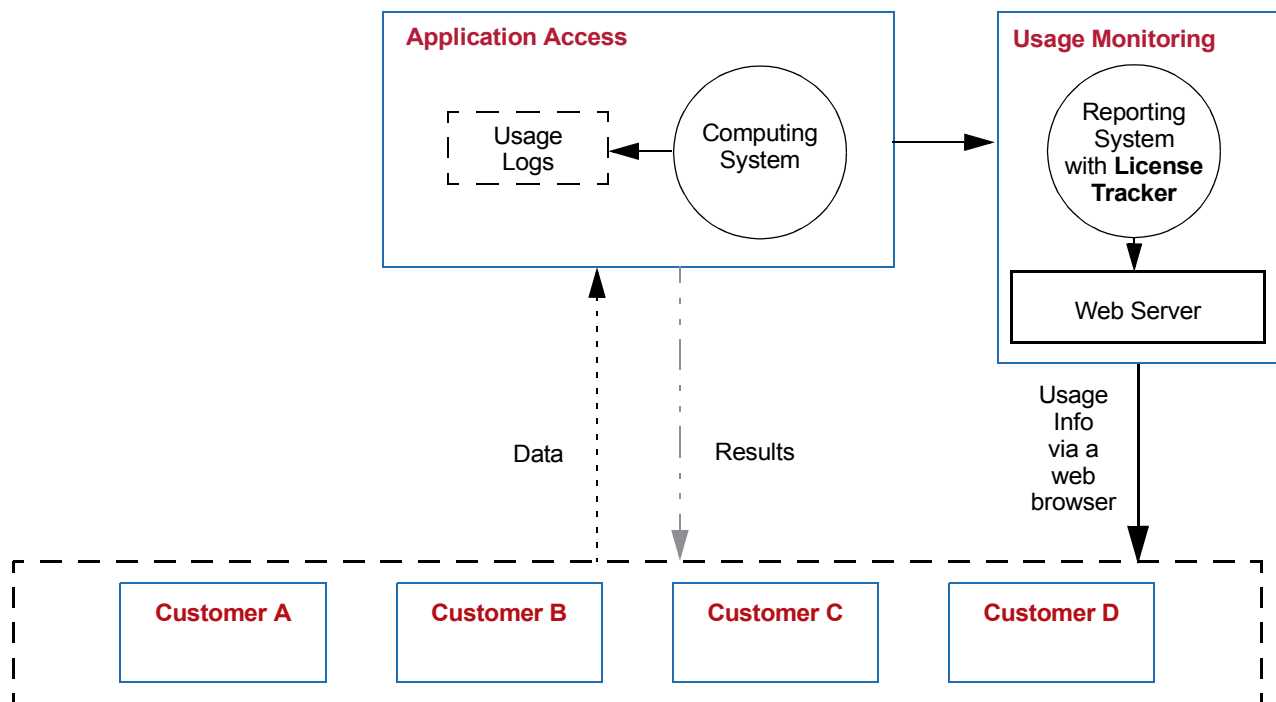 Application Access
Usage
Logs
Computing
System
Usage Monitoring
Reporting
System
with License
Tracker
Web Server
Data
Results
Usage
Info
via a
web
browser
Customer A
Customer B
Customer C
Customer D